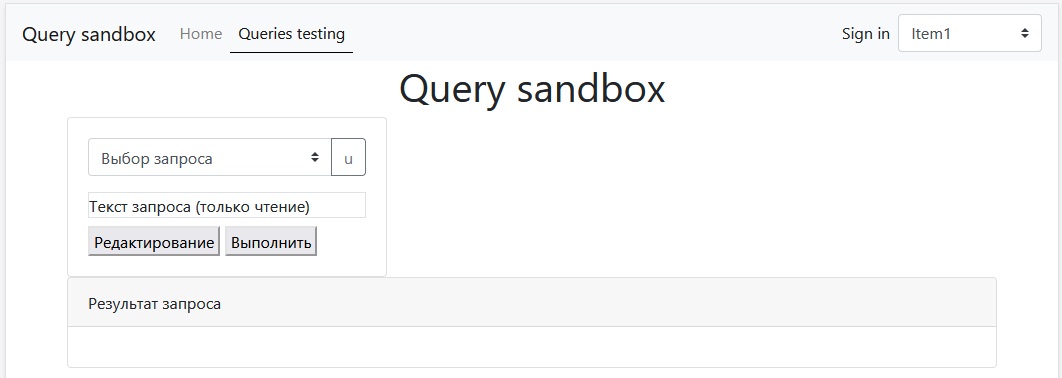 Query sandbox Home Queries testing Sign in Item1
Query sandbox
Выбор запроса u
Текст запроса (только чтение)
Редактирование Выполнить
Результат запроса